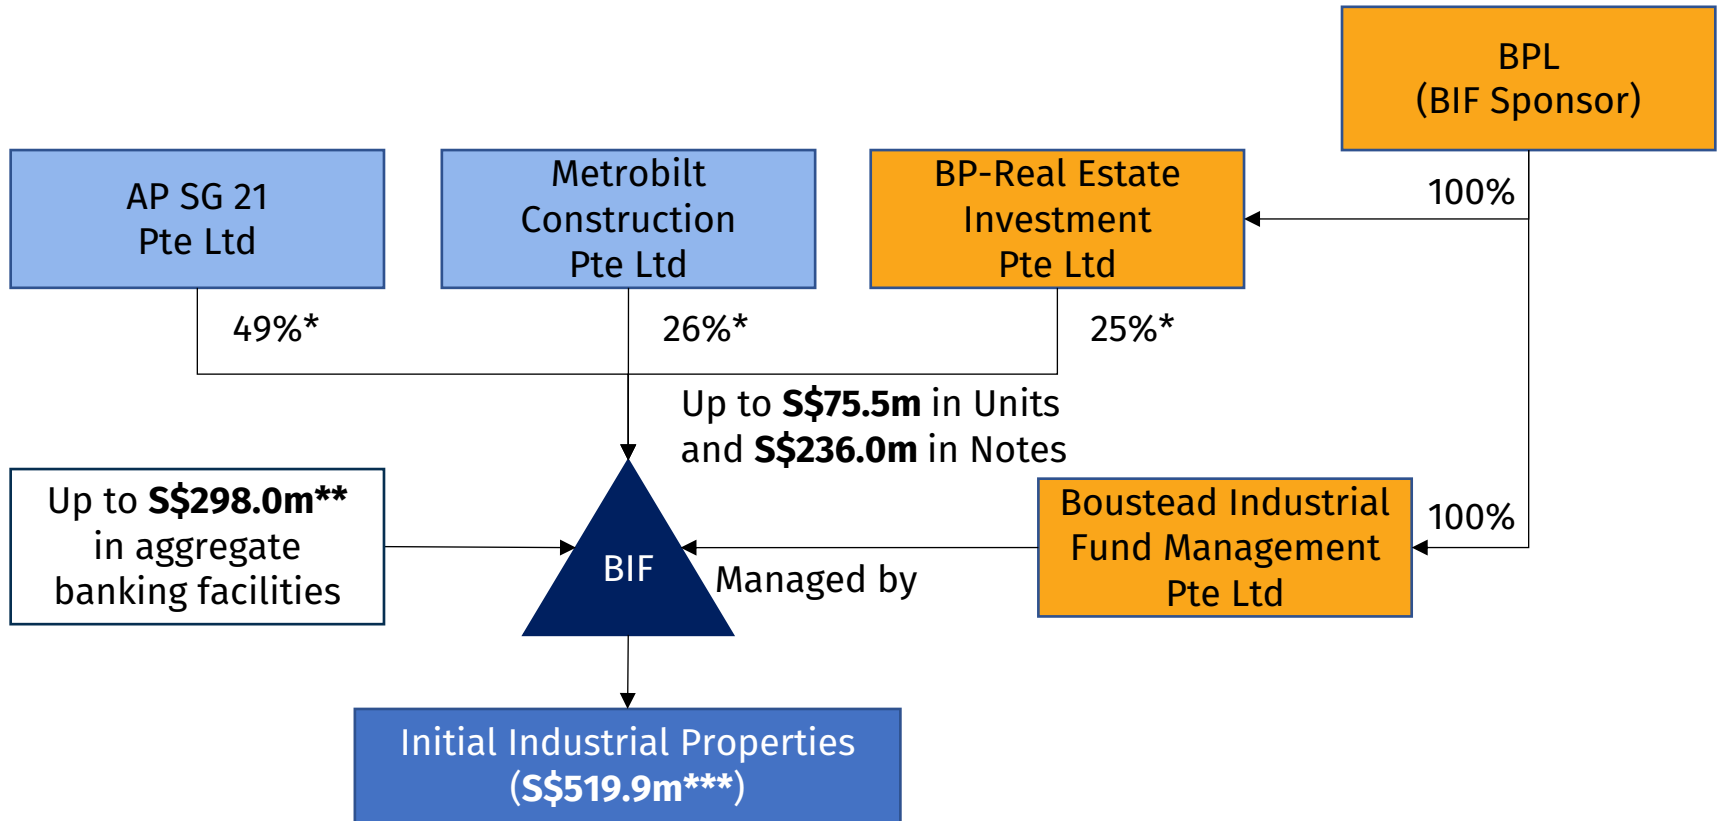 BPL
(BIF Sponsor)
AP SG 21
Pte Ltd
Metrobilt
Construction
Pte Ltd
BP-Real Estate
Investment
Pte Ltd
100%
49%*
26%*
25%*
Up to S$75.5m in Units
and S$236.0m in Notes
Up to S$298.0m**
in aggregate
banking facilities
BIF
Managed by
Boustead Industrial
Fund Management
Pte Ltd
100%
Initial Industrial Properties
(S$519.9m***)